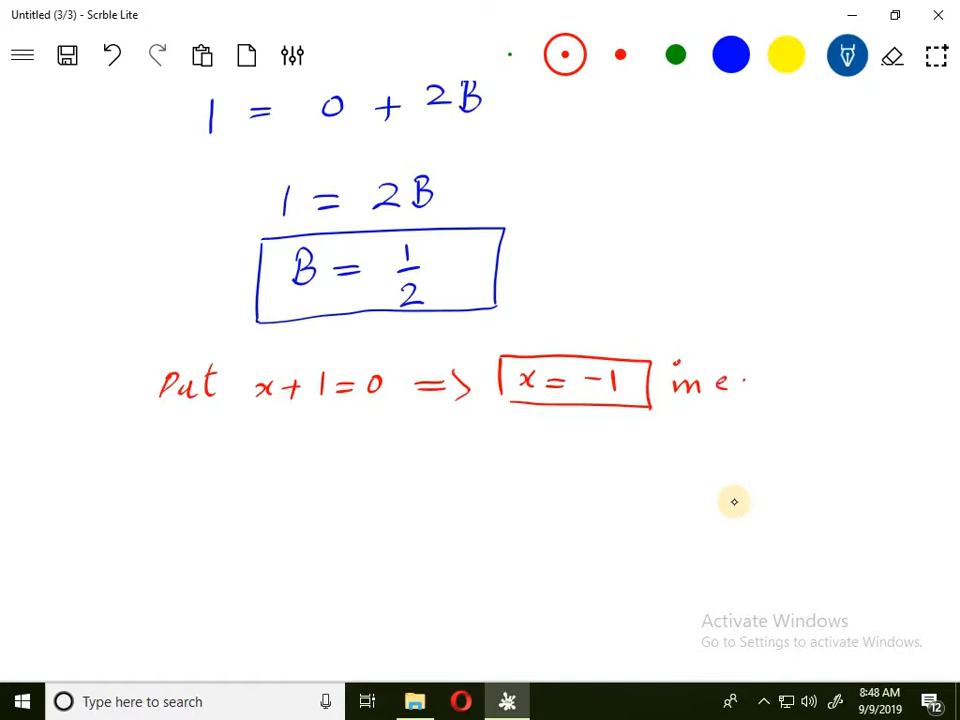 Untitled (3/3) - Scrble Lite
1 = 0 + 2B
1 = 2B
B = 1/2
Put x + 1 = 0 => x = -1 in e.
Activate Windows
Go to Settings to activate Windows.
Type here to search
8:48 AM
9/9/2019
12